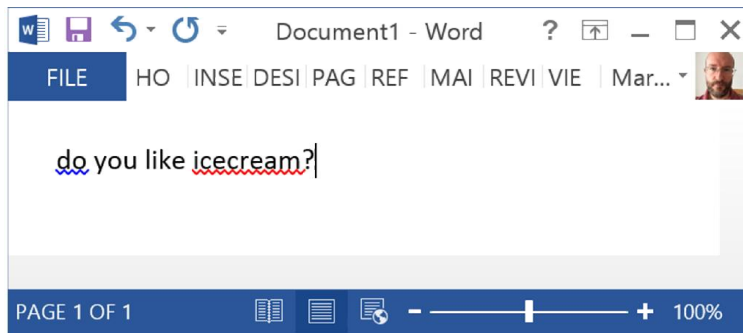 Document1 - Word
FILE HO INSE DESI PAG REF MAI REVI VIE Mar...
do you like icecream?
PAGE 1 OF 1 100%